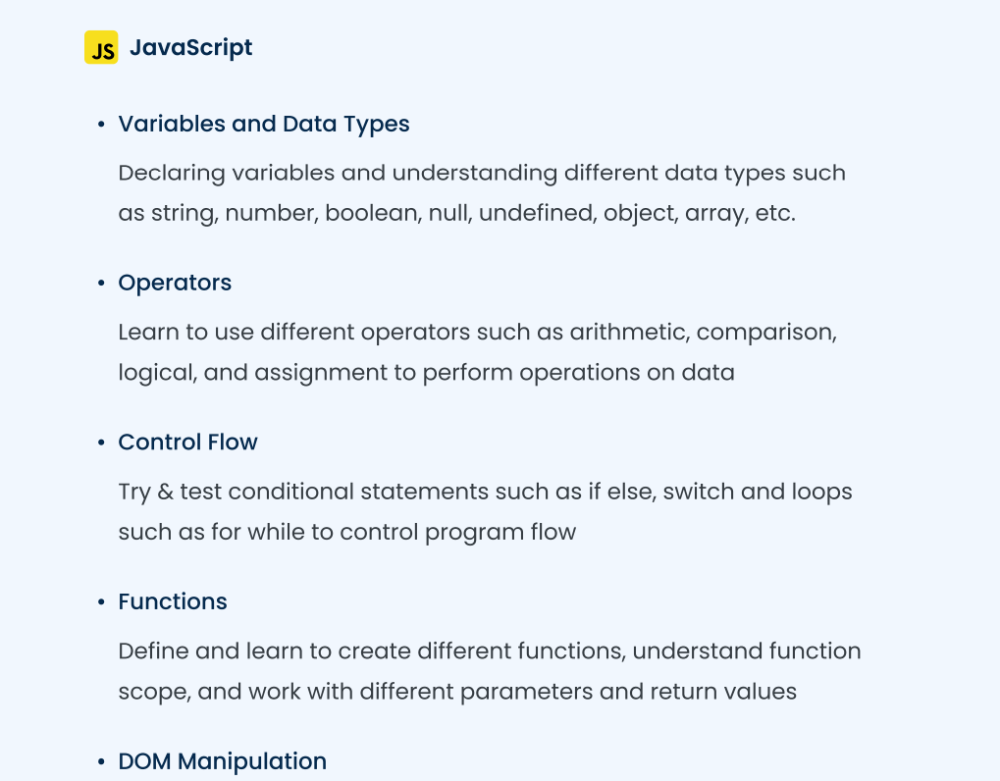 JS JavaScript
• Variables and Data Types
Declaring variables and understanding different data types such
as string, number, boolean, null, undefined, object, array, etc.
• Operators
Learn to use different operators such as arithmetic, comparison,
logical, and assignment to perform operations on data
• Control Flow
Try & test conditional statements such as if else, switch and loops
such as for while to control program flow
• Functions
Define and learn to create different functions, understand function
scope, and work with different parameters and return values
• DOM Manipulation